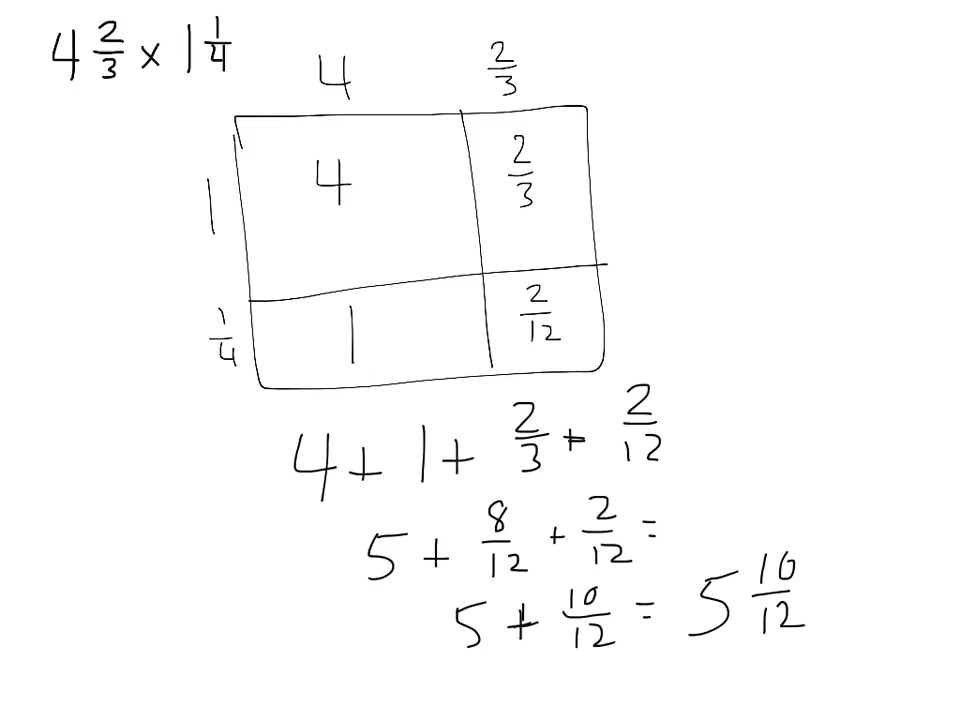 4 2/3 x 1 1/4
4 2/3
1 4 2/3
1/4 1 2/12
4 + 1 + 2/3 + 2/12
5 + 8/12 + 2/12 =
5 + 10/12 = 5 10/12